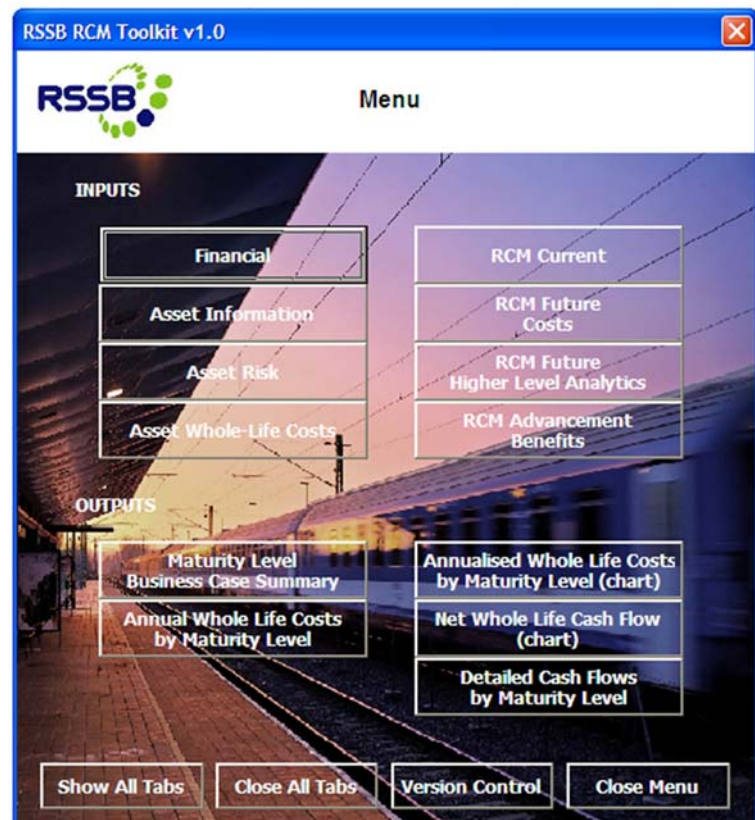 RSSB RCM Toolkit v1.0
RSSB
Menu
INPUTS
Financial
RCM Current
Asset Information
RCM Future
Costs
Asset Risk
RCM Future
Higher Level Analytics
Asset Whole-Life Costs
RCM Advancement
Benefits
OUTPUTS
Maturity Level
Business Case Summary
Annualised Whole Life Costs
by Maturity Level (chart)
Annual Whole Life Costs
by Maturity Level
Net Whole Life Cash Flow
(chart)
Detailed Cash Flows
by Maturity Level
Show All Tabs
Close All Tabs
Version Control
Close Menu